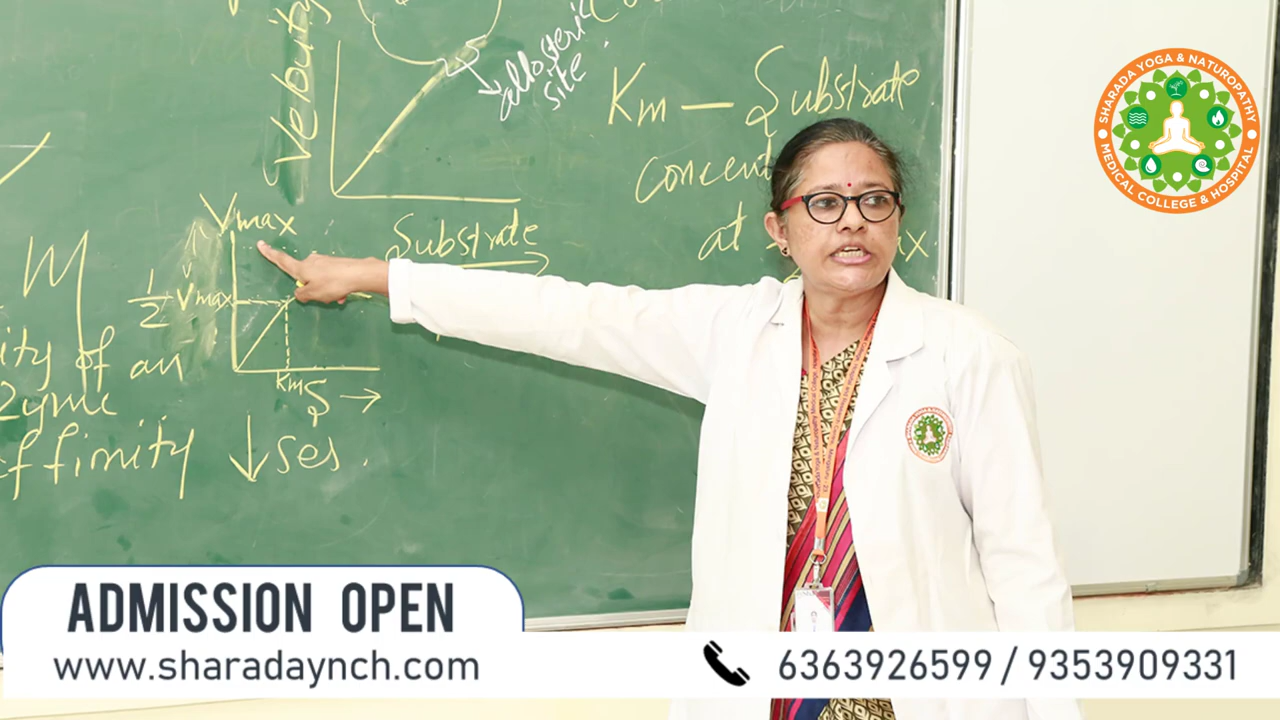 Velocity
allosteric
site
Km – Substrate
concent
at
Vmax
Substrate
1/2 Vmax
Km S →
ity of an
zyme
affinity ↓ses.
SHARADA YOGA & NATUROPATHY
MEDICAL COLLEGE & HOSPITAL
ADMISSION OPEN
www.sharadaynch.com
6363926599 / 9353909331